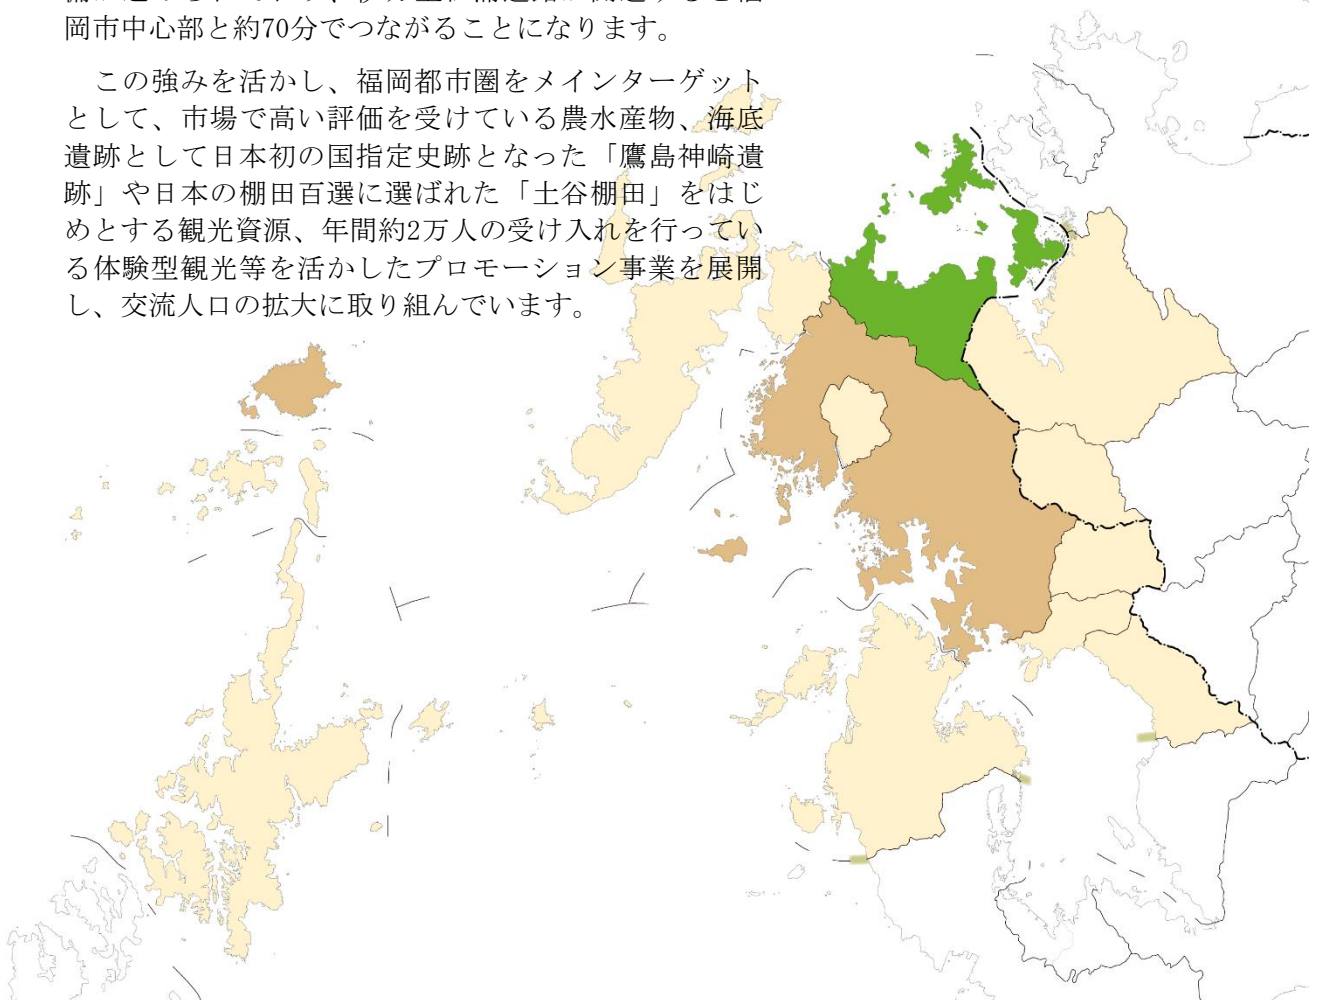 岡市中心部と約70分でつながることになります。
この強みを活かし、福岡都市圏をメインターゲット
として、市場で高い評価を受けている農水産物、海底
遺跡として日本初の国指定史跡となった「鷹島神崎遺
跡」や日本の棚田百選に選ばれた「土谷棚田」をはじ
めとする観光資源、年間約2万人の受け入れを行ってい
る体験型観光等を活かしたプロモーション事業を展開
し、交流人口の拡大に取り組んでいます。